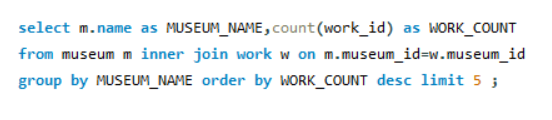 select m.name as MUSEUM_NAME,count(work_id) as WORK_COUNT
from museum m inner join work w on m.museum_id=w.museum_id
group by MUSEUM_NAME order by WORK_COUNT desc limit 5 ;